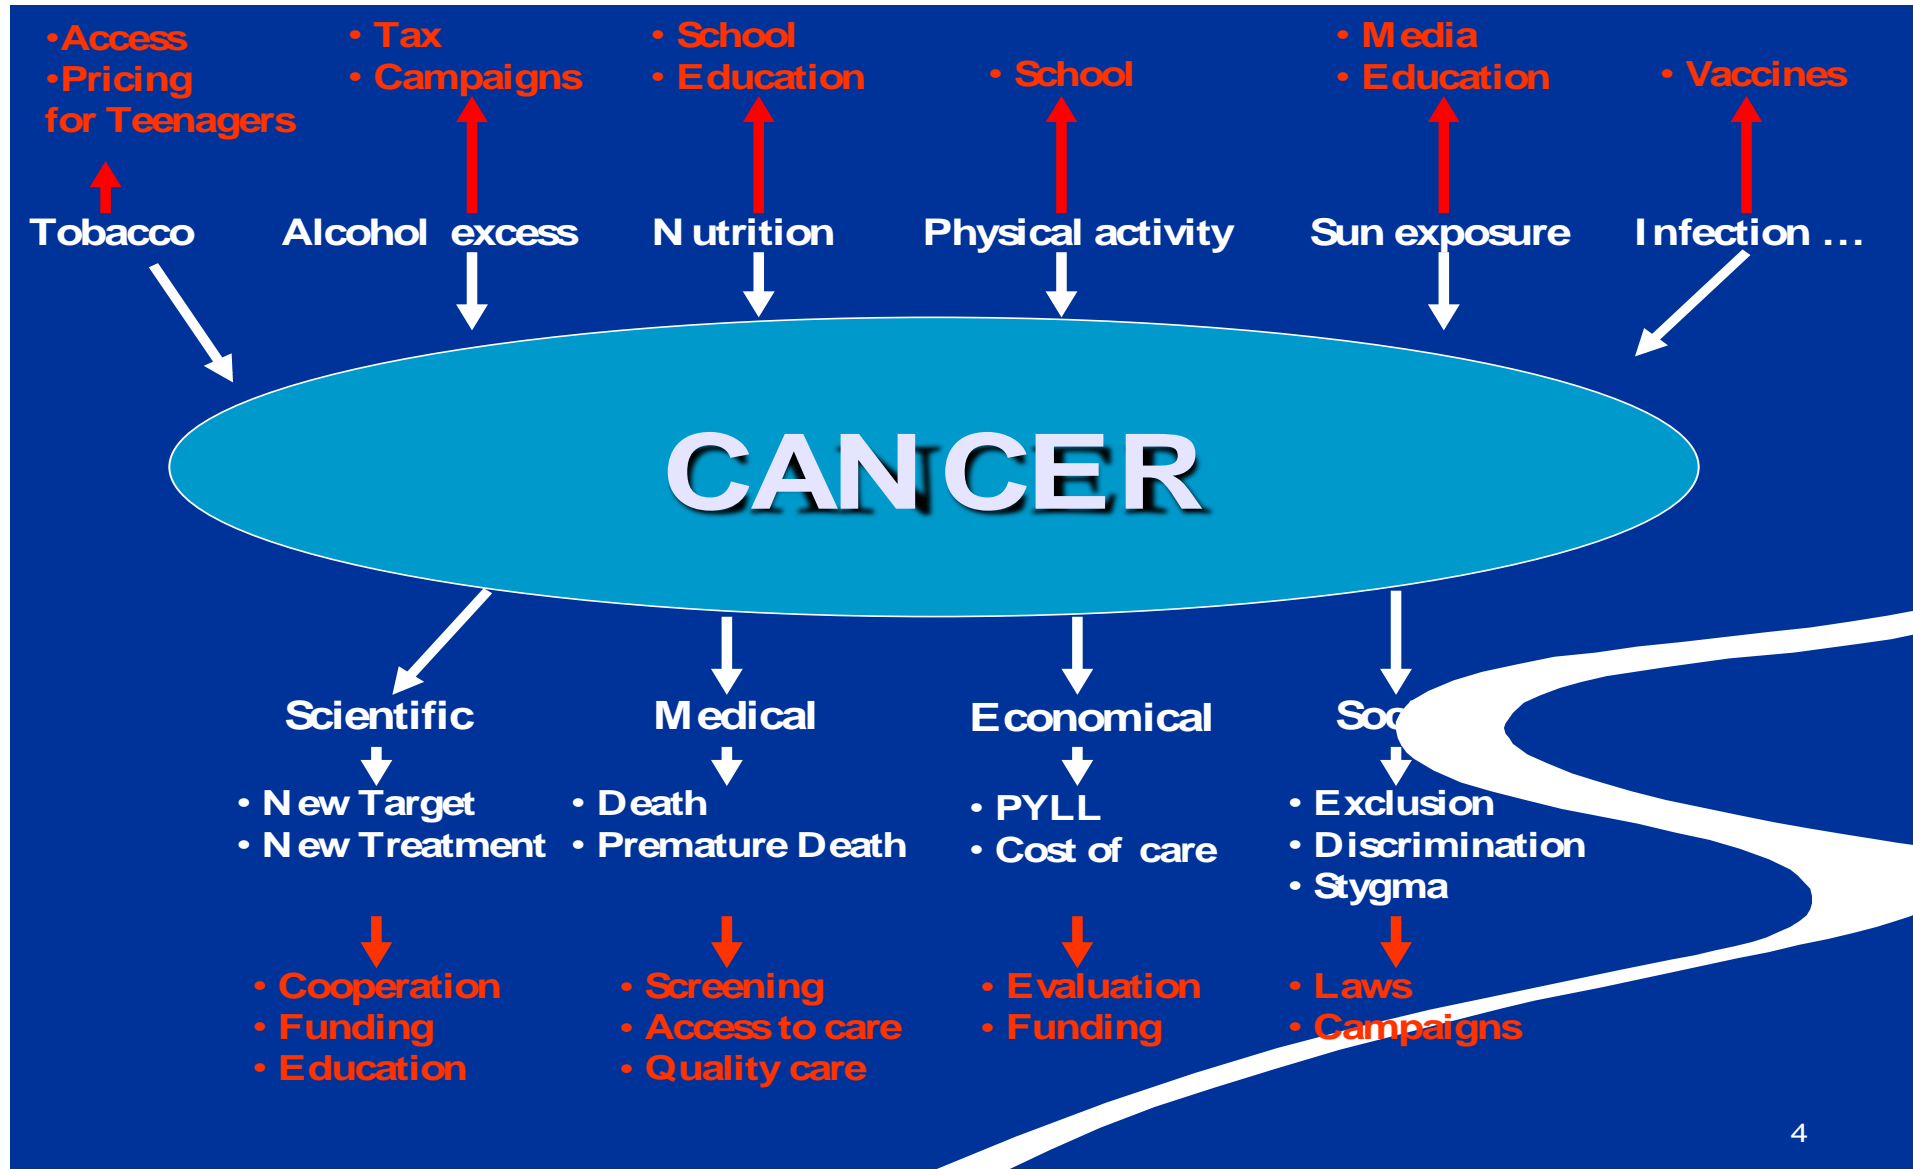 •Access
•Pricing
for Teenagers
• Tax
• Campaigns
• School
• Education
• School
• Media
• Education
• Vaccines
Tobacco
Alcohol excess
Nutrition
Physical activity
Sun exposure
Infection ...
CANCER
Scientific
Medical
Economical
• New Target
• New Treatment
• Death
• Premature Death
• PYLL
• Cost of care
• Exclusion
• Discrimination
• Stygma
• Cooperation
• Funding
• Education
• Screening
• Access to care
• Quality care
• Evaluation
• Funding
• Laws
• Campaigns
4